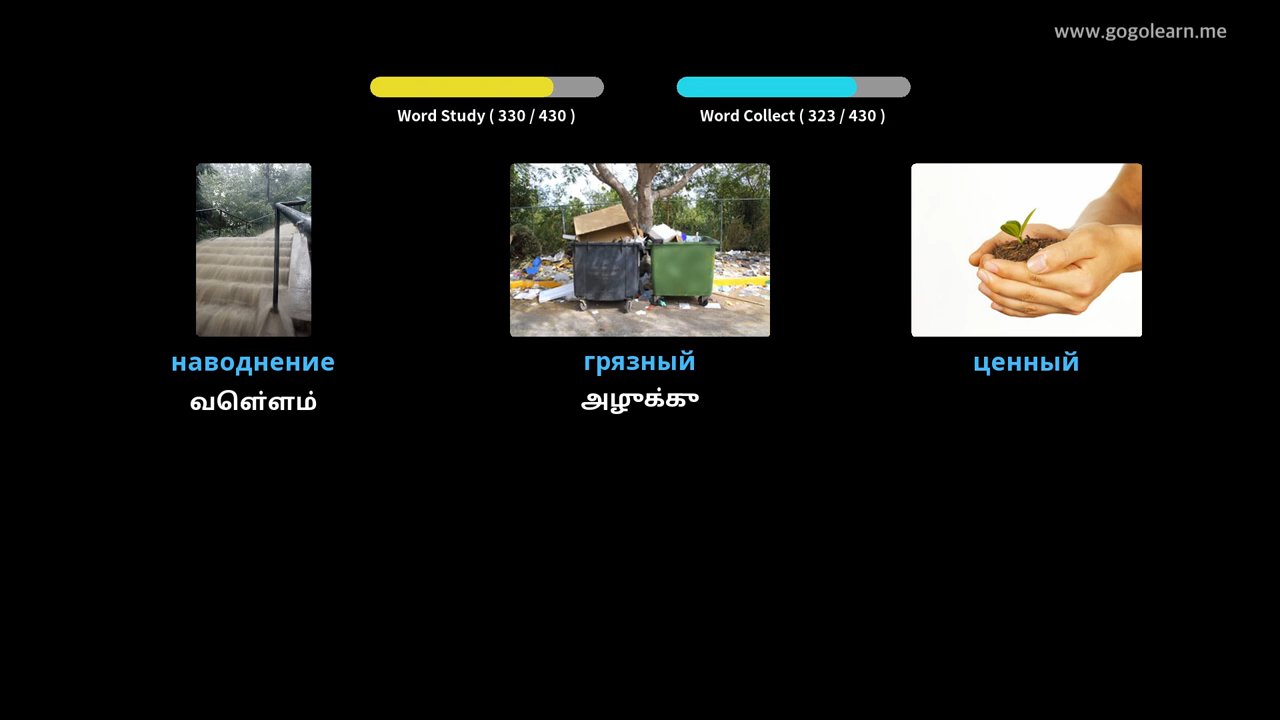 www.gogolearn.me
Word Study ( 330 / 430 )
Word Collect ( 323 / 430 )
наводнение
грязный
ценный
வெள்ளம்
அழுக்கு